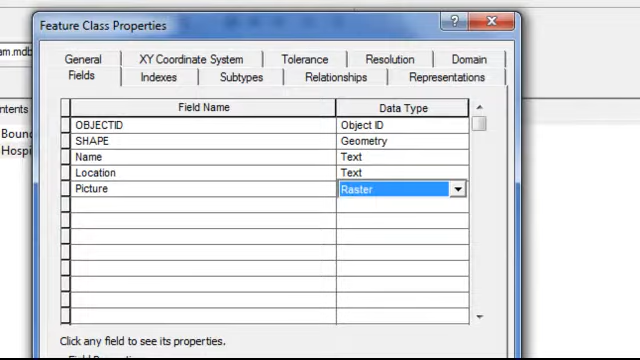 Feature Class Properties
am.mdb
General XY Coordinate System Tolerance Resolution Domain
Fields Indexes Subtypes Relationships Representations
Field Name Data Type
OBJECTID Object ID
SHAPE Geometry
Name Text
Location Text
Picture Raster
ntents
Bound
Hospi
Click any field to see its properties.